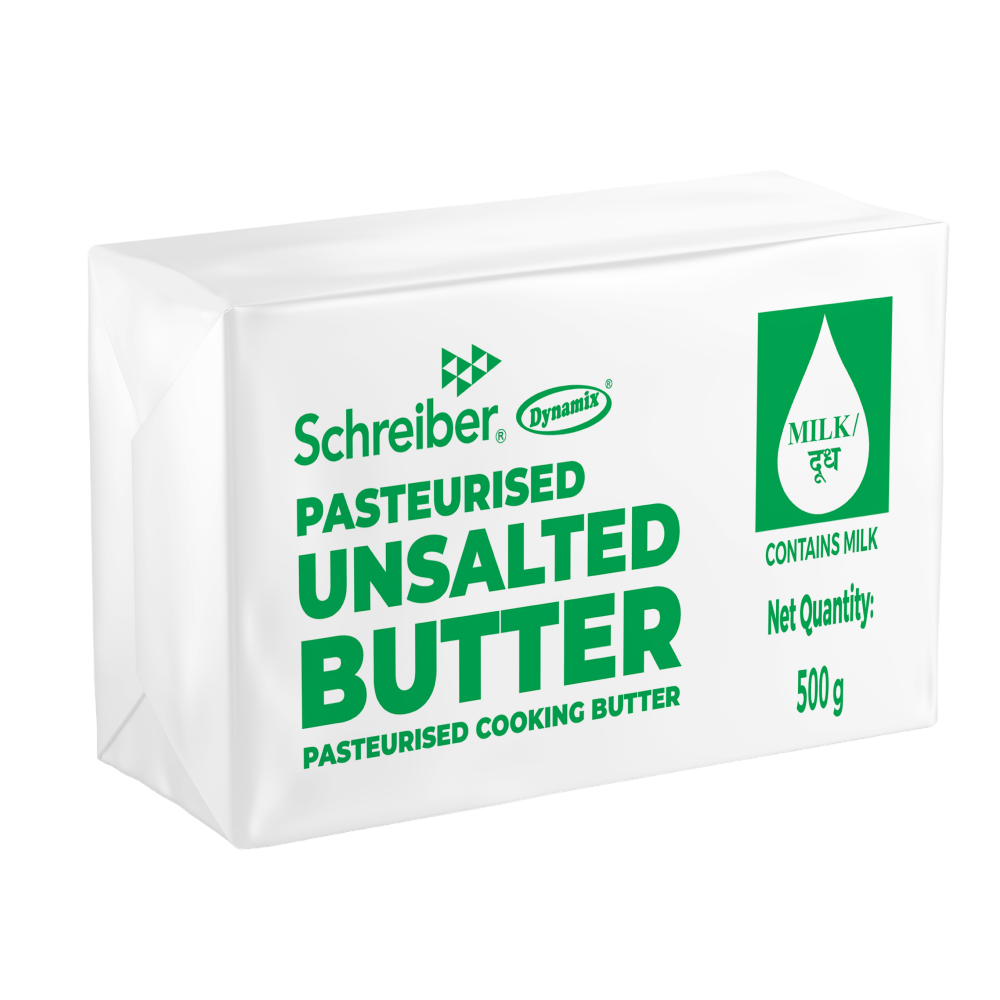 Schreiber® Dynamix®
PASTEURISED
UNSALTED
BUTTER
PASTEURISED COOKING BUTTER
MILK/
दूध
CONTAINS MILK
Net Quantity:
500 g